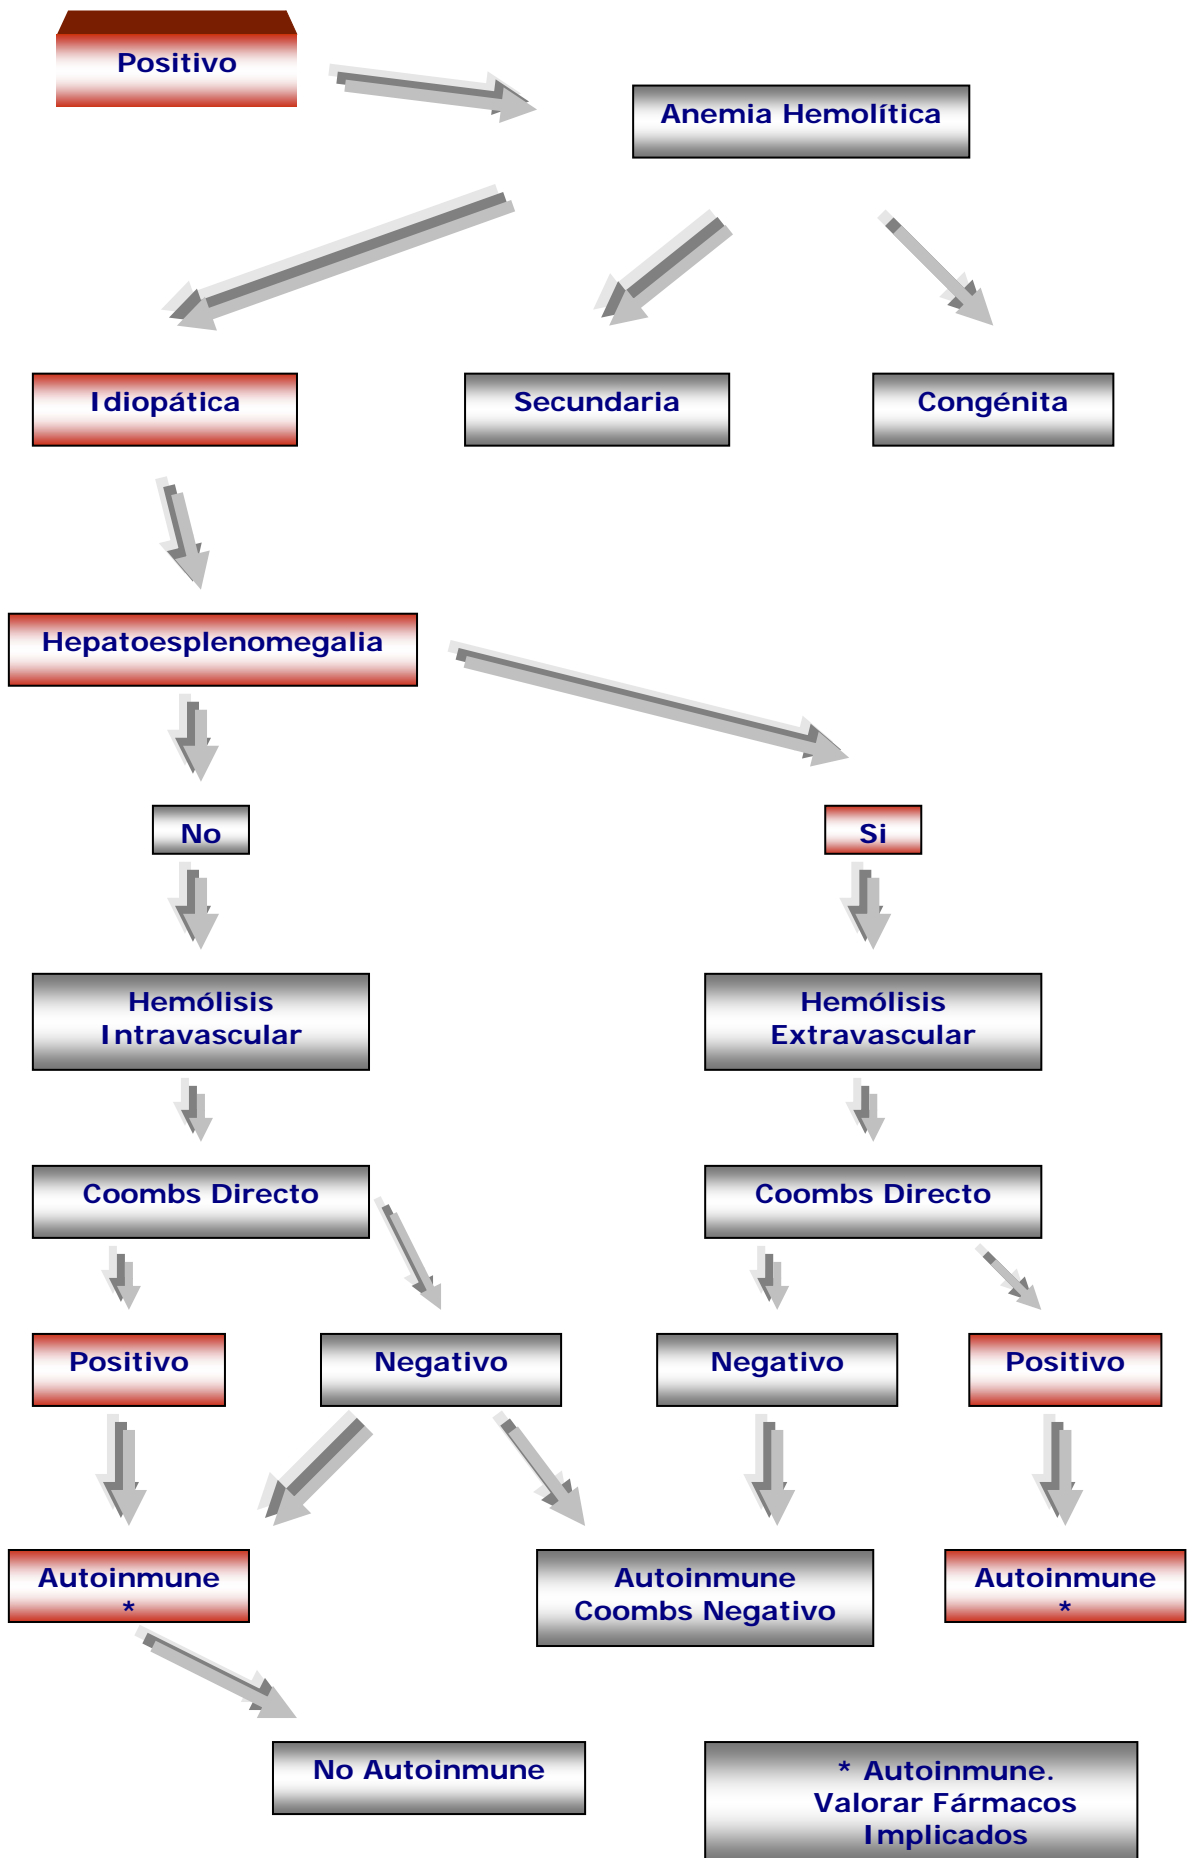 Positivo
Anemia Hemolítica
Idiopática
Secundaria
Congénita
Hepatoesplenomegalia
No
Si
Hemólisis
Intravascular
Hemólisis
Extravascular
Coombs Directo
Coombs Directo
Positivo
Negativo
Negativo
Positivo
Autoinmune
*
Autoinmune
Coombs Negativo
Autoinmune
*
No Autoinmune
* Autoinmune.
Valorar Fármacos
Implicados